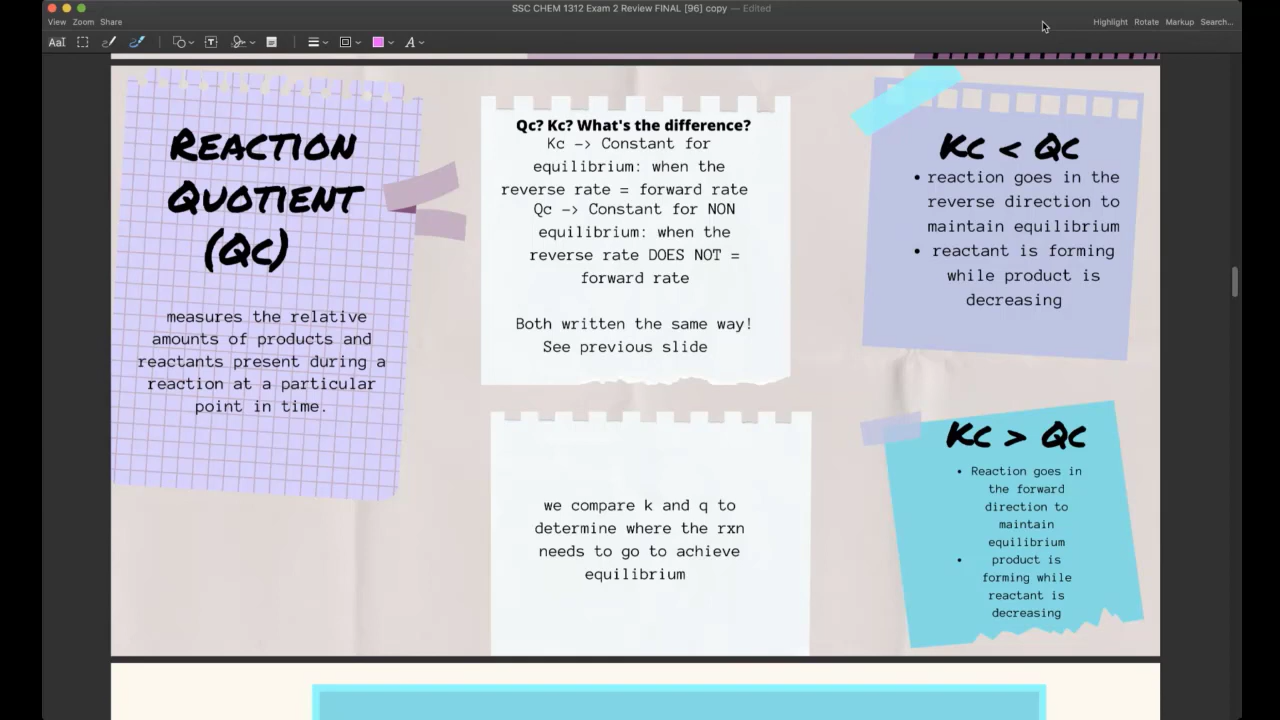 SSC CHEM 1312 Exam 2 Review FINAL [96] copy — Edited
View Zoom Share
Highlight Rotate Markup Search...
AaI
T
A
REACTION
QUOTIENT
(QC)
measures the relative
amounts of products and
reactants present during a
reaction at a particular
point in time.
Qc? Kc? What's the difference?
Kc -> Constant for
equilibrium: when the
reverse rate = forward rate
Qc -> Constant for NON
equilibrium: when the
reverse rate DOES NOT =
forward rate
Both written the same way!
See previous slide
we compare k and q to
determine where the rxn
needs to go to achieve
equilibrium
KC < QC
• reaction goes in the
reverse direction to
maintain equilibrium
• reactant is forming
while product is
decreasing
KC > QC
• Reaction goes in
the forward
direction to
maintain
equilibrium
• product is
forming while
reactant is
decreasing